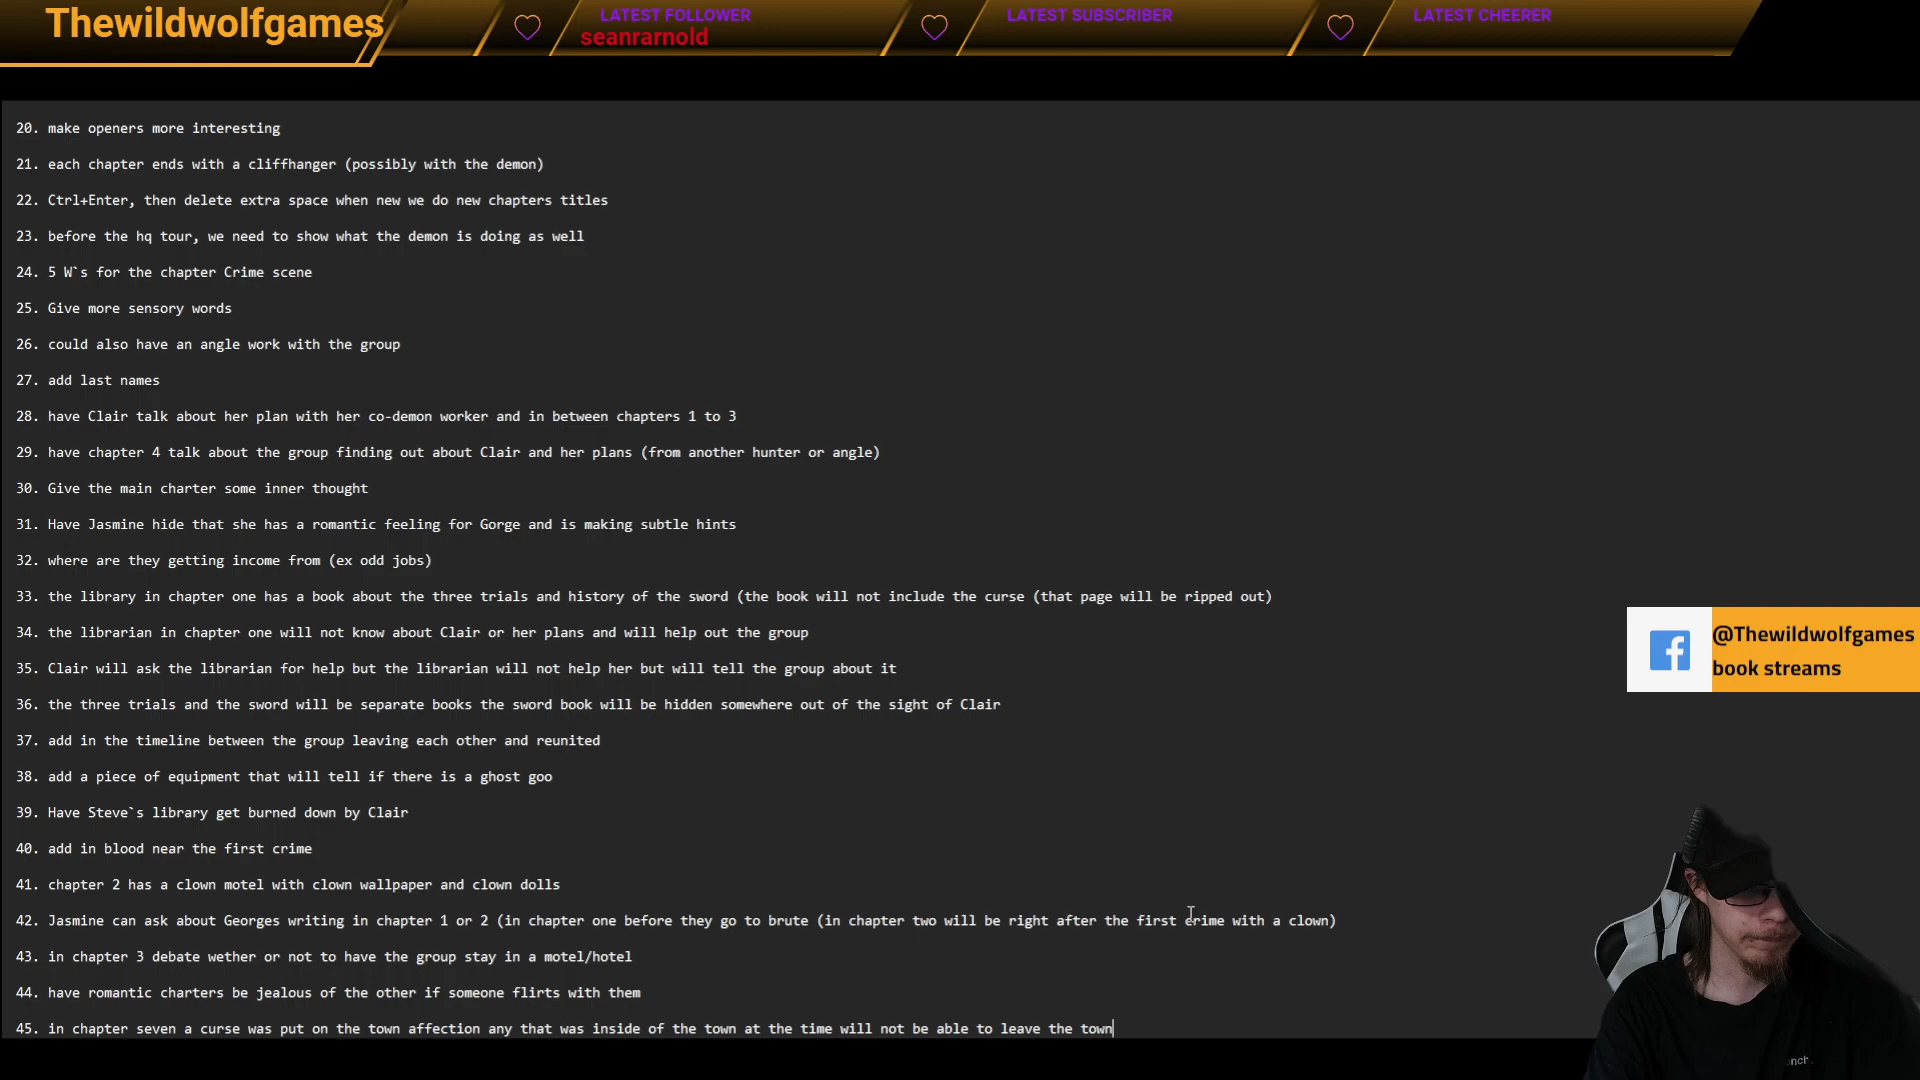 Thewildwolfgames
LATEST FOLLOWER
seanrarnold
LATEST SUBSCRIBER
LATEST CHEERER
20. make openers more interesting
21. each chapter ends with a cliffhanger (possibly with the demon)
22. Ctrl+Enter, then delete extra space when new we do new chapters titles
23. before the hq tour, we need to show what the demon is doing as well
24. 5 W`s for the chapter Crime scene
25. Give more sensory words
26. could also have an angle work with the group
27. add last names
28. have Clair talk about her plan with her co-demon worker and in between chapters 1 to 3
29. have chapter 4 talk about the group finding out about Clair and her plans (from another hunter or angle)
30. Give the main charter some inner thought
31. Have Jasmine hide that she has a romantic feeling for Gorge and is making subtle hints
32. where are they getting income from (ex odd jobs)
33. the library in chapter one has a book about the three trials and history of the sword (the book will not include the curse (that page will be ripped out)
34. the librarian in chapter one will not know about Clair or her plans and will help out the group
35. Clair will ask the librarian for help but the librarian will not help her but will tell the group about it
36. the three trials and the sword will be separate books the sword book will be hidden somewhere out of the sight of Clair
37. add in the timeline between the group leaving each other and reunited
38. add a piece of equipment that will tell if there is a ghost goo
39. Have Steve`s library get burned down by Clair
40. add in blood near the first crime
41. chapter 2 has a clown motel with clown wallpaper and clown dolls
42. Jasmine can ask about Georges writing in chapter 1 or 2 (in chapter one before they go to brute (in chapter two will be right after the first crime with a clown)
43. in chapter 3 debate wether or not to have the group stay in a motel/hotel
44. have romantic charters be jealous of the other if someone flirts with them
45. in chapter seven a curse was put on the town affection any that was inside of the town at the time will not be able to leave the town
@Thewildwolfgames
book streams